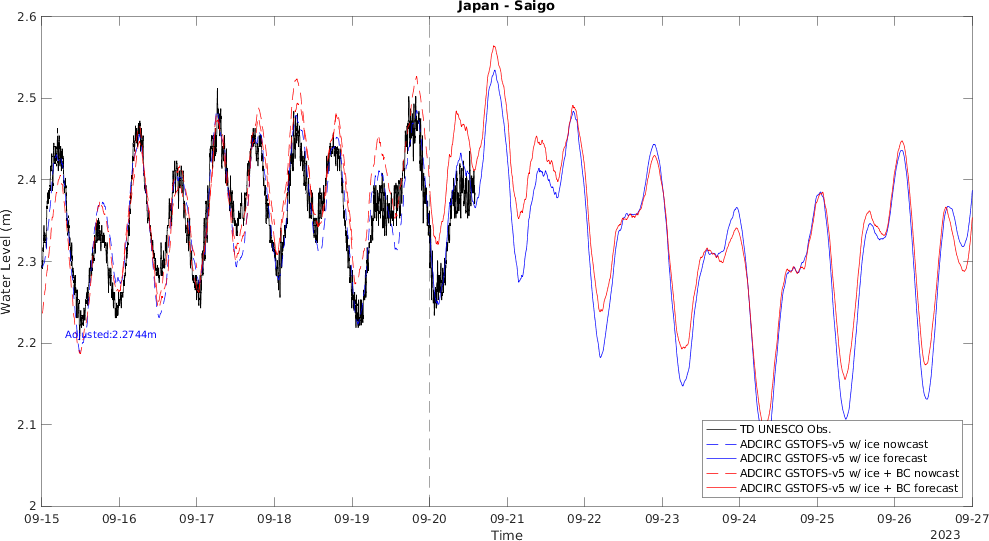 Japan - Saigo
2.6
2.5
2.4
2.3
2.2
2.1
2
Water Level (m)
Adjusted:2.2744m
TD UNESCO Obs.
ADCIRC GSTOFS-v5 w/ ice nowcast
ADCIRC GSTOFS-v5 w/ ice forecast
ADCIRC GSTOFS-v5 w/ ice + BC nowcast
ADCIRC GSTOFS-v5 w/ ice + BC forecast
09-15 09-16 09-17 09-18 09-19 09-20 09-21 09-22 09-23 09-24 09-25 09-26 09-27
Time
2023